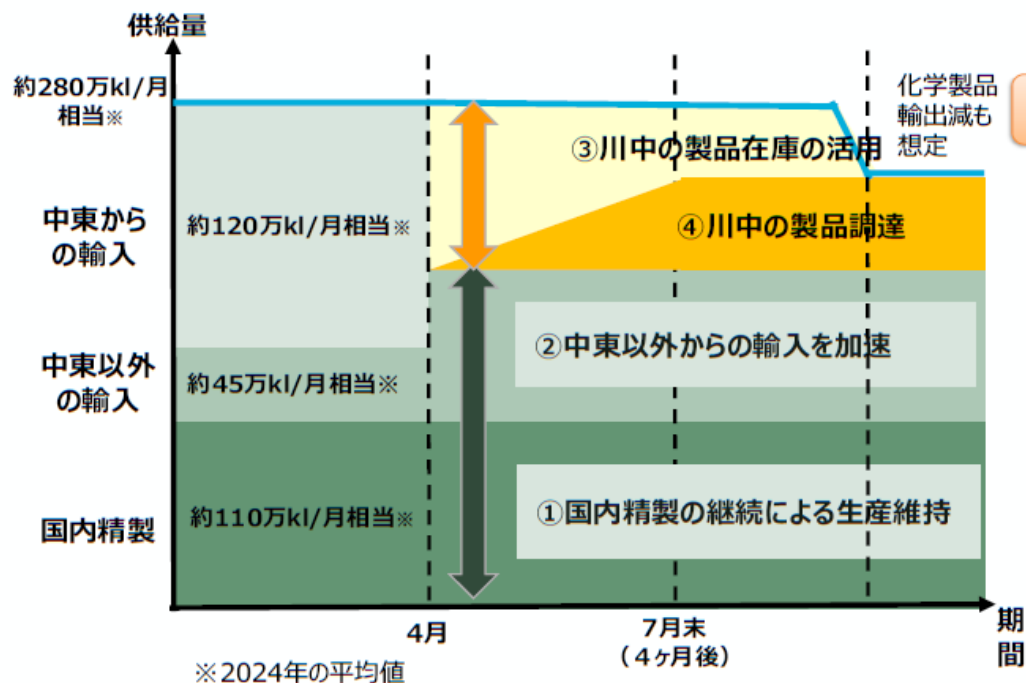 供給量
約280万kl/月
相当※
化学製品
輸出減も
想定
③川中の製品在庫の活用
中東から
の輸入
約120万kl/月相当※
④川中の製品調達
②中東以外からの輸入を加速
中東以外
の輸入
約45万kl/月相当※
国内精製
約110万kl/月相当※
①国内精製の継続による生産維持
4月
7月末
（4ヶ月後）
期
間
※2024年の平均値